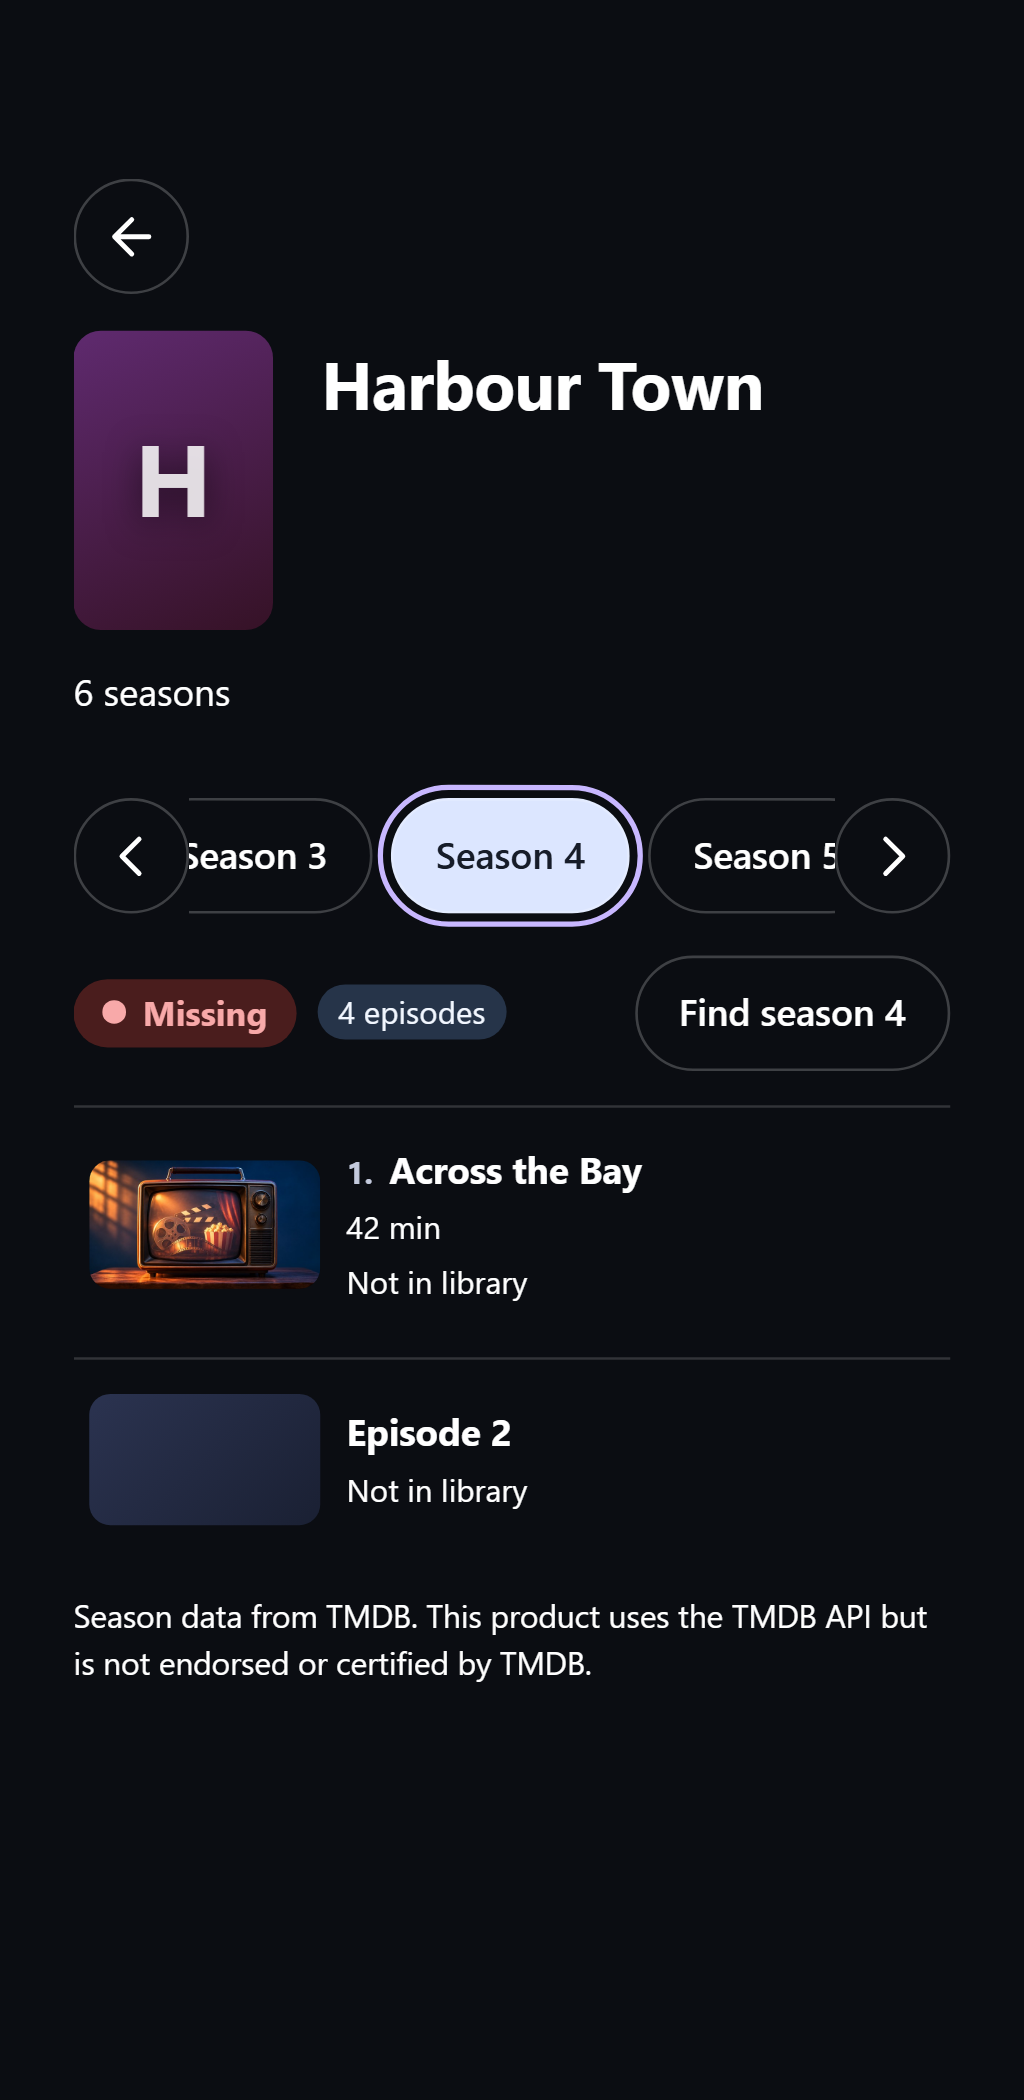 Harbour Town
H
6 seasons
Season 3
Season 4
Season 5
Missing
4 episodes
Find season 4
1. Across the Bay
42 min
Not in library
Episode 2
Not in library
Season data from TMDB. This product uses the TMDB API but
is not endorsed or certified by TMDB.